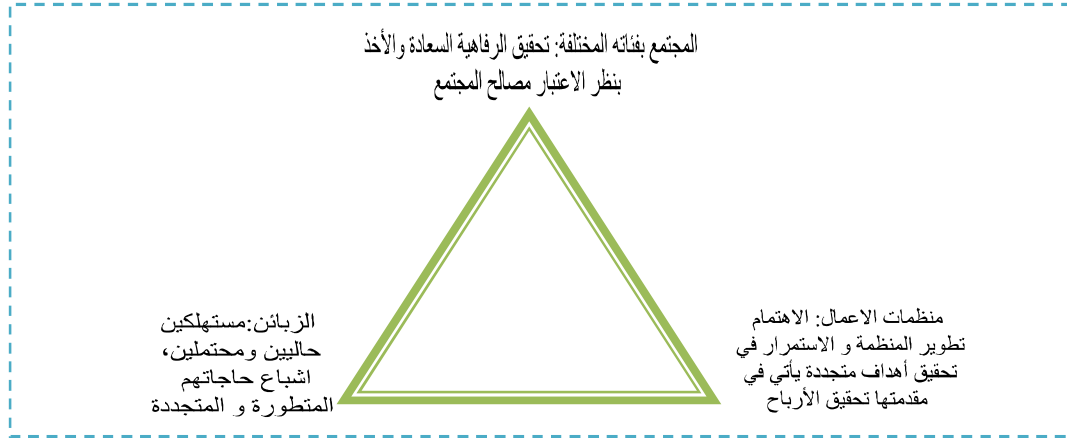 المجتمع بفئاته المختلفة: تحقيق الرفاهية السعادة والأخذ
بنظر الاعتبار مصالح المجتمع
منظمات الاعمال: الاهتمام
تطوير المنظمة و الاستمرار في
تحقيق أهداف متجددة يأتي في
مقدمتها تحقيق الأرباح
الزبائن:مستهلكين
حاليين ومحتملين،
اشباع حاجاتهم
المتطورة و المتجددة